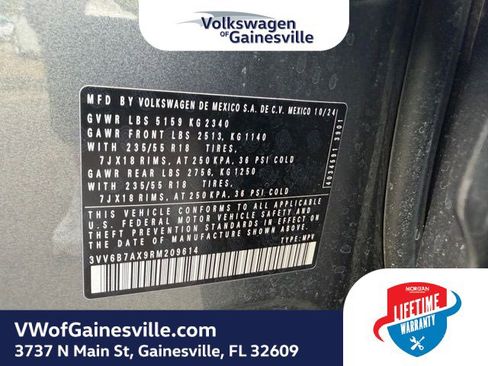 Volkswagen
OF Gainesville
MFD BY VOLKSWAGEN DE MEXICO S.A. DE C.V. MEXICO 10/24
GVWR LBS 5159 KG 2340
GAWR FRONT LBS 2513, KG 1140
WITH 235/55 R18 TIRES,
7JX18 RIMS, AT 250 KPA, 36 PSI COLD
GAWR REAR LBS 2756, KG 1250
WITH 235/55 R18 TIRES,
7JX18 RIMS, AT 250 KPA, 36 PSI COLD
THIS VEHICLE CONFORMS TO ALL APPLICABLE
U.S. FEDERAL MOTOR VEHICLE SAFETY AND
THEFT PREVENTION STANDARDS IN EFFECT ON
THE DATE OF MANUFACTURE SHOWN ABOVE
3VV6B7AX9RM209614
TYPE: MPV
4034591 3901
VWofGainesville.com
3737 N Main St, Gainesville, FL 32609
MORGAN
LIFETIME
WARRANTY